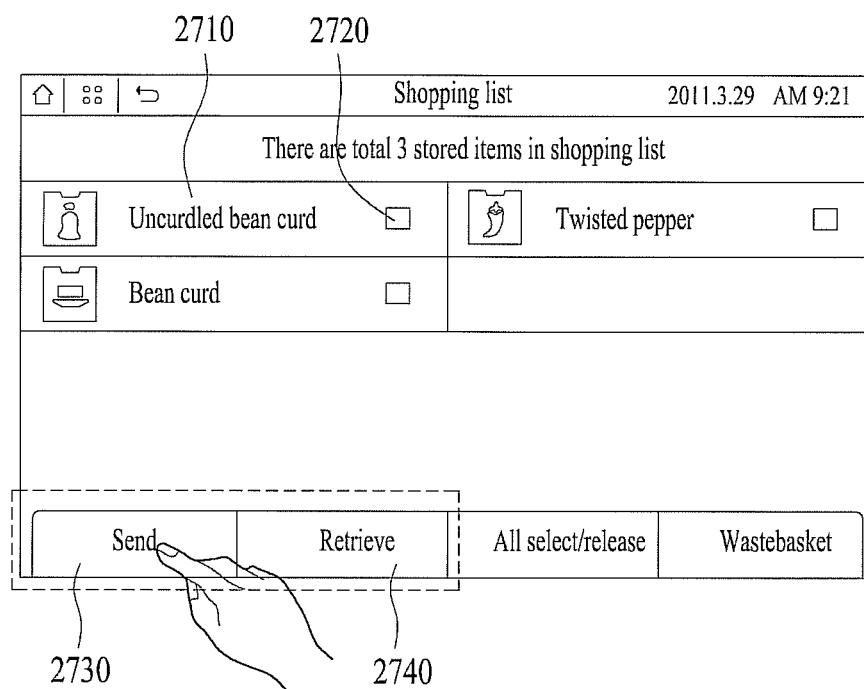 2710 2720
Shopping list 2011.3.29 AM 9:21
There are total 3 stored items in shopping list
Uncurdled bean curd Twisted pepper
Bean curd
Send Retrieve All select/release Wastebasket
2730 2740